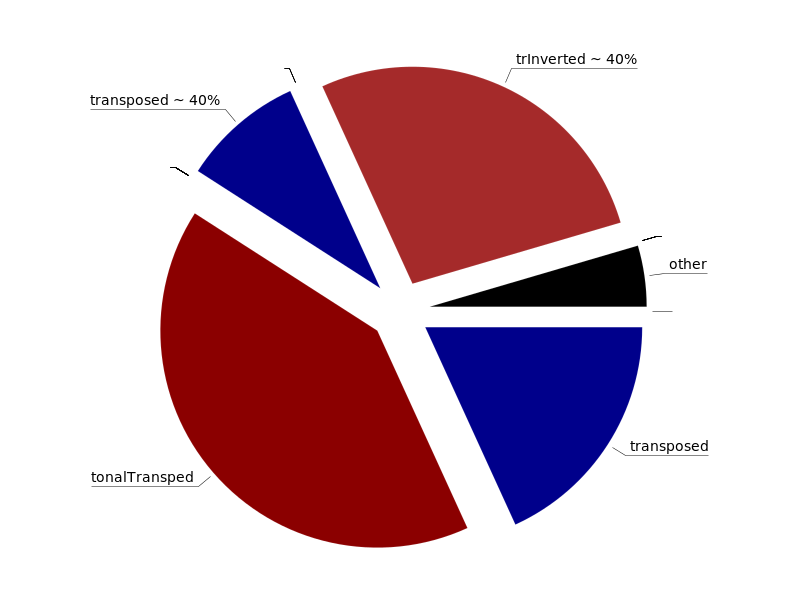 trInverted ~ 40%
transposed ~ 40%
other
transposed
tonalTransped